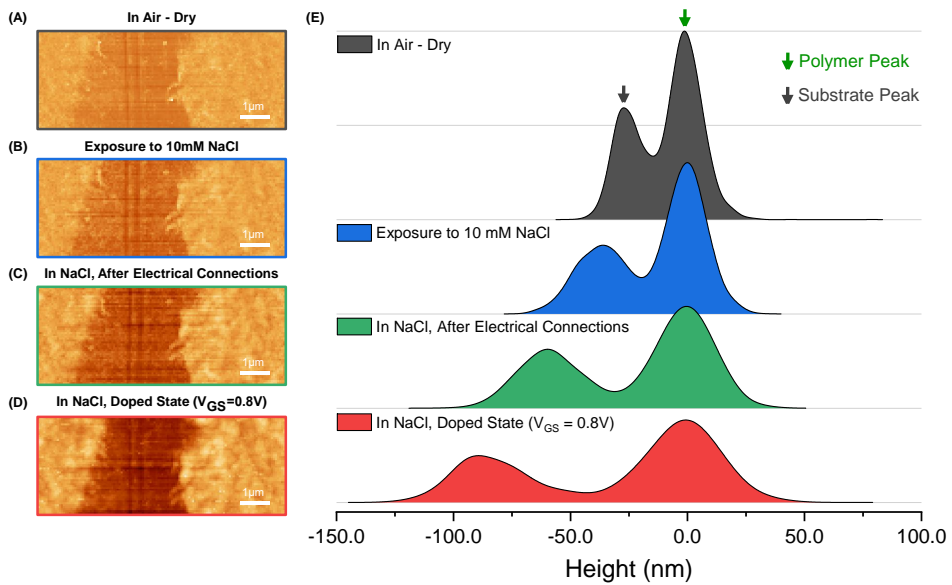 (A)
In Air - Dry
1μm
(B)
Exposure to 10mM NaCl
1μm
(C)
In NaCl, After Electrical Connections
1μm
(D)
In NaCl, Doped State (VGS=0.8V)
1μm
(E)
In Air - Dry
Polymer Peak
Substrate Peak
Exposure to 10 mM NaCl
In NaCl, After Electrical Connections
In NaCl, Doped State (VGS = 0.8V)
-150.0 -100.0 -50.0 0.0 50.0 100.0
Height (nm)